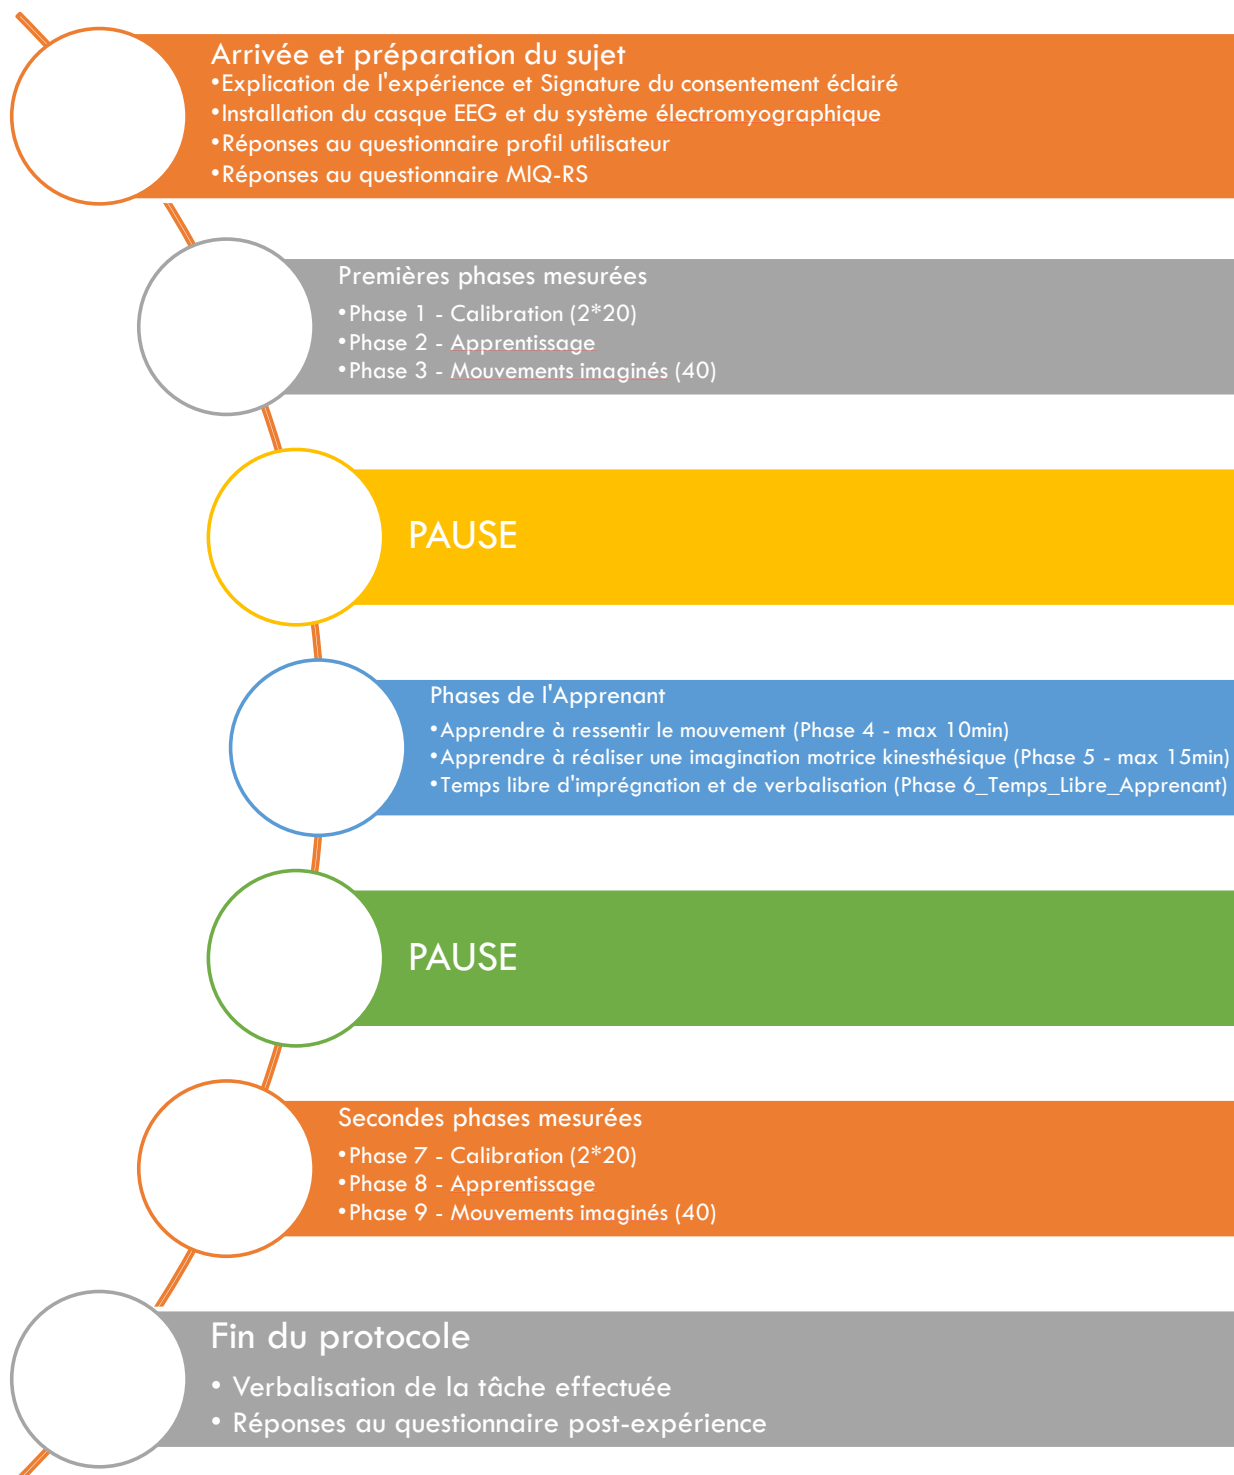 Arrivée et préparation du sujet
•Explication de l'expérience et Signature du consentement éclairé
•Installation du casque EEG et du système électromyographique
•Réponses au questionnaire profil utilisateur
•Réponses au questionnaire MIQ-RS
Premières phases mesurées
•Phase 1 - Calibration (2*20)
•Phase 2 - Apprentissage
•Phase 3 - Mouvements imaginés (40)
PAUSE
Phases de l'Apprenant
•Apprendre à ressentir le mouvement (Phase 4 - max 10min)
•Apprendre à réaliser une imagination motrice kinesthésique (Phase 5 - max 15min)
•Temps libre d'imprégnation et de verbalisation (Phase 6_Temps_Libre_Apprenant)
PAUSE
Secondes phases mesurées
•Phase 7 - Calibration (2*20)
•Phase 8 - Apprentissage
•Phase 9 - Mouvements imaginés (40)
Fin du protocole
• Verbalisation de la tâche effectuée
• Réponses au questionnaire post-expérience